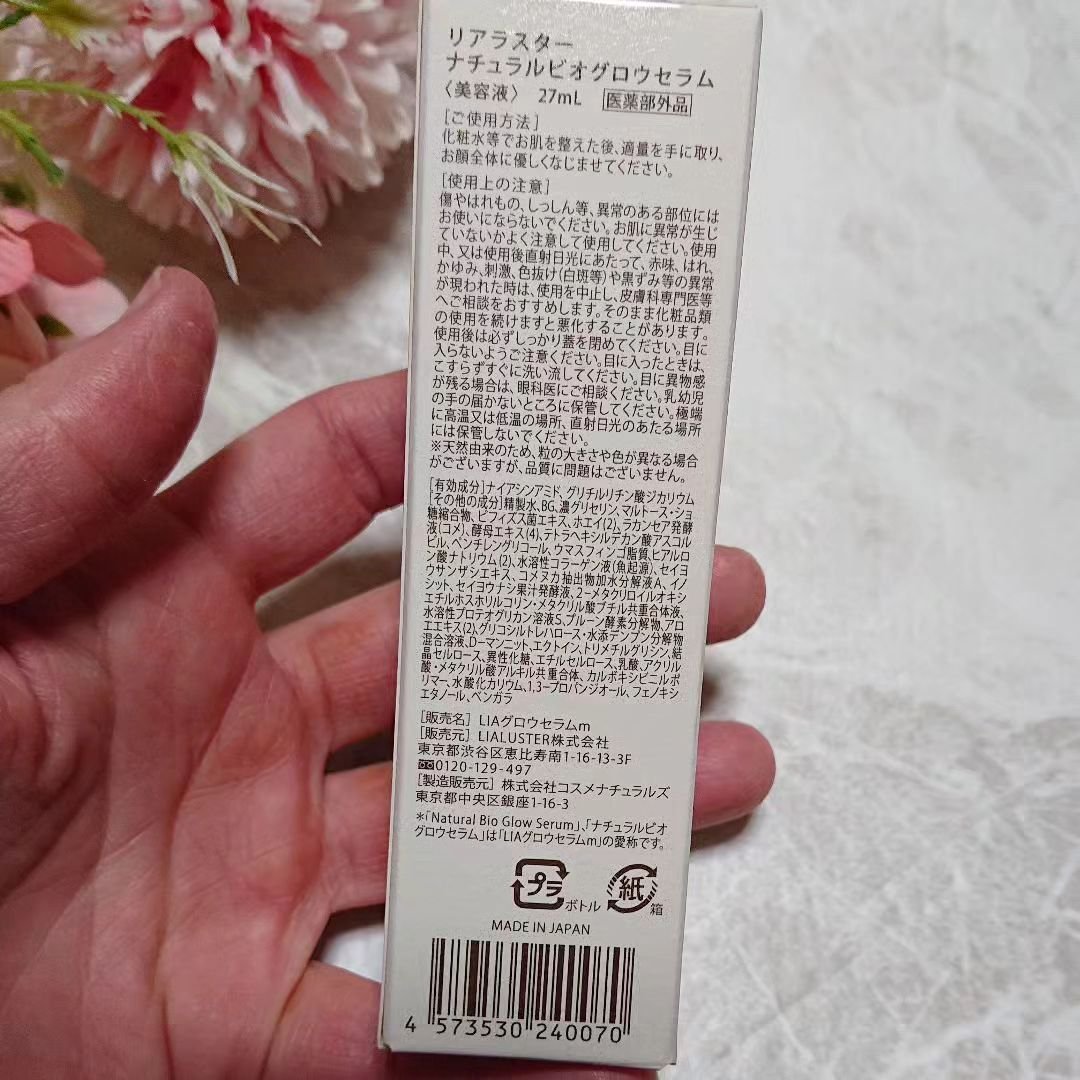 リアラスター
ナチュラルビオグロウセラム
〈美容液〉 27mL 医薬部外品
［ご使用方法］
化粧水等でお肌を整えた後、適量を手に取り、
お顔全体に優しくなじませてください。
［使用上の注意］
傷やはれもの、しっしん等、異常のある部位には
お使いにならないでください。お肌に異常が生じ
ていないかよく注意して使用してください。使用
中、又は使用後直射日光にあたって、赤味、はれ、
かゆみ、刺激、色抜け(白斑等)や黒ずみ等の異常
が現われた時は、使用を中止し、皮膚科専門医等
へご相談をおすすめします。そのまま化粧品類
の使用を続けますと悪化することがあります。
使用後は必ずしっかり蓋を閉めてください。目に
入らないようご注意ください。目に入ったときは、
こすらずすぐに洗い流してください。目に異物感
が残る場合は、眼科医にご相談ください。乳幼児
の手の届かないところに保管してください。極端
に高温又は低温の場所、直射日光のあたる場所
には保管しないでください。
※天然由来のため、粒の大きさや色が異なる場合
がございますが、品質に問題はございません。
［有効成分］ナイアシンアミド、グリチルリチン酸ジカリウム
［その他の成分］精製水、BG、濃グリセリン、マルトース・ショ
糖縮合物、ビフィズス菌エキス、ホエイ(2)、ラカンセア発酵
液(コメ)、酵母エキス(4)、テトラヘキシルデカン酸アスコル
ビル、ペンチレングリコール、ウマスフィンゴ脂質、ヒアルロ
ン酸ナトリウム(2)、水溶性コラーゲン液(魚起源)、セイヨ
ウサンザシエキス、コメヌカ抽出物加水分解液A、イノ
シット、セイヨウナシ果汁発酵液、2-メタクリロイルオキシ
エチルホスホリルコリン・メタクリル酸ブチル共重合体液、
水溶性プロテオグリカン溶液S、プルーン酵素分解物、アロ
エエキス(2)、グリコシルトレハロース・水添デンプン分解物
混合溶液、D-マンニット、エクトイン、トリメチルグリシン、結
晶セルロース、異性化糖、エチルセルロース、乳酸、アクリル
酸・メタクリル酸アルキル共重合体、カルボキシビニルポ
リマー、水酸化カリウム、1,3-プロパンジオール、フェノキシ
エタノール、ベンガラ
［販売名］ LIAグロウセラムm
［販売元］ LIALUSTER株式会社
東京都渋谷区恵比寿南1-16-13-3F
0120-129-497
［製造販売元］ 株式会社コスメナチュラルズ
東京都中央区銀座1-16-3
＊｢Natural Bio Glow Serum｣、｢ナチュラルビオ
グロウセラム｣は｢LIAグロウセラムm｣の愛称です。
プラ ボトル 紙 箱
MADE IN JAPAN
4 573530 240070